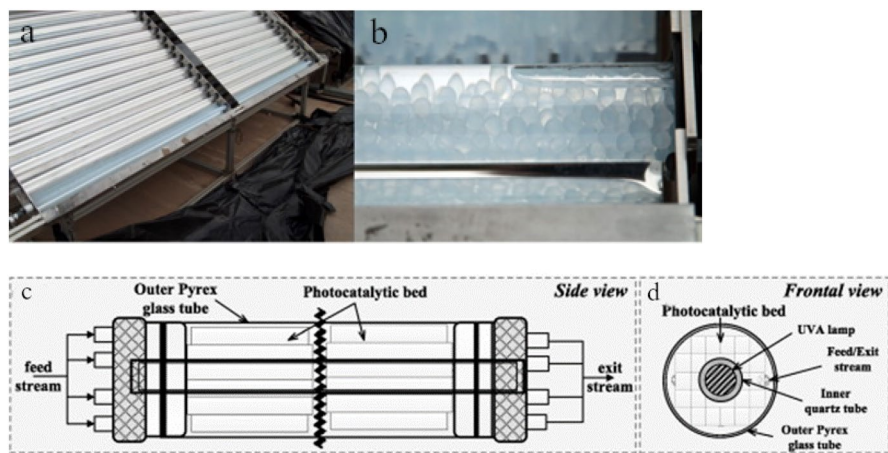 a
b
c
Outer Pyrex
glass tube
Photocatalytic bed
Side view
feed
stream
exit
stream
d
Frontal view
Photocatalytic bed
UVA lamp
Feed/Exit
stream
Inner
quartz tube
Outer Pyrex
glass tube